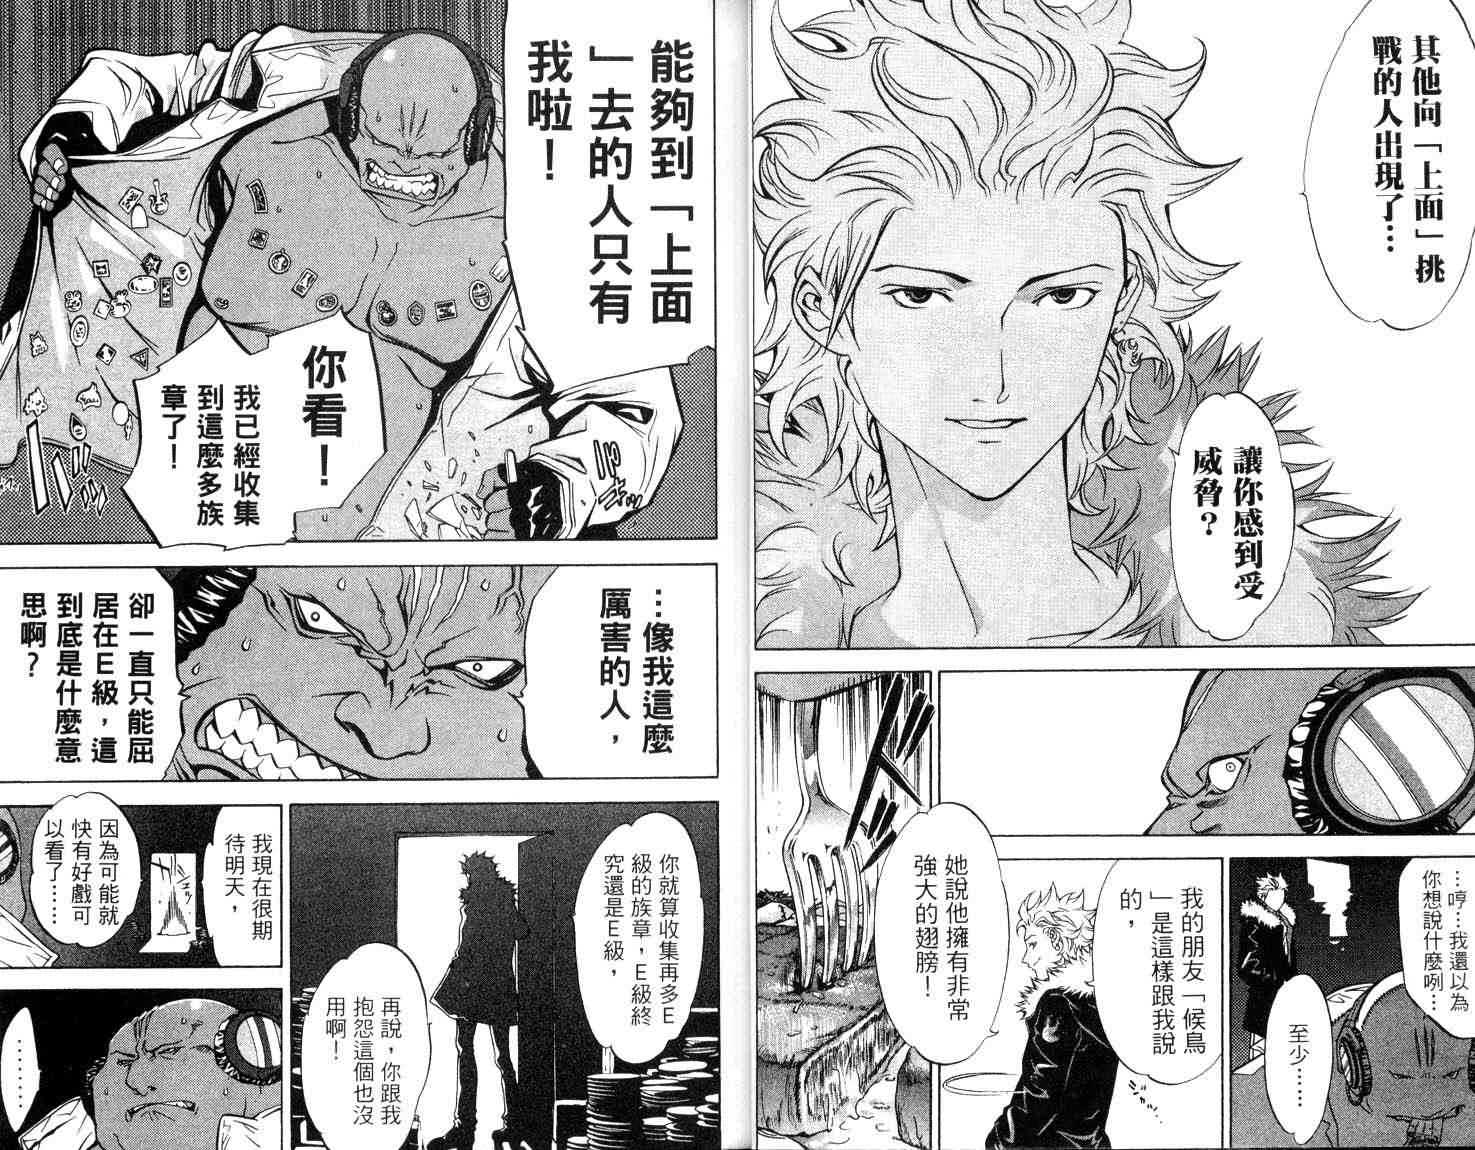 其他向「上面」挑
戰的人出現了…
讓你感到受
威脅？
…哼…我還以為
你想說什麼咧…
至少……
我的朋友「候鳥
」是這樣跟我說
的，
她說他擁有非常
強大的翅膀！
能夠到「上面
」去的人只有
我啦！
你看！
我已經收集
到這麼多族
章了！
…像我這麼
厲害的人，
卻一直只能屈
居在E級，這
到底是什麼意
思啊？
你就算收集再多E
級的族章，E級終
究還是E級，
再說，你跟我
抱怨這個也沒
用啊！
我現在很期
待明天，
因為可能就
快有好戲可
以看了……
………